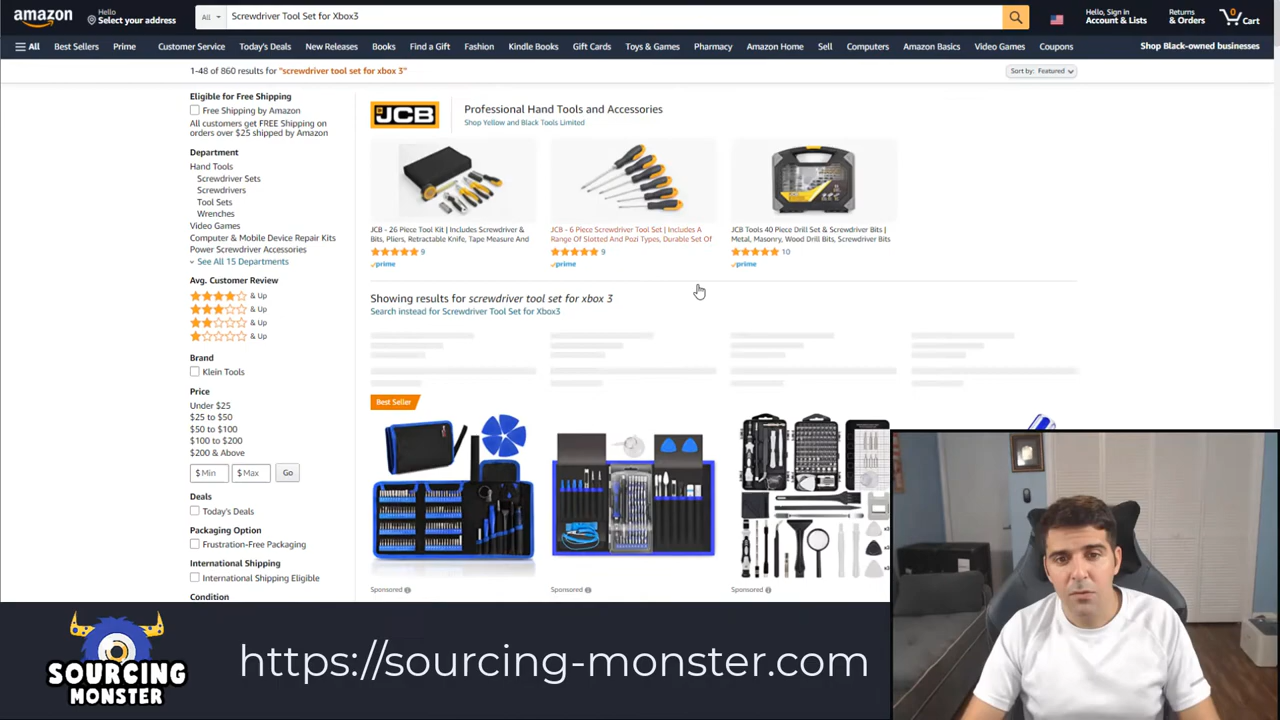 amazon
Hello
Select your address
All
Screwdriver Tool Set for Xbox3
Hello, Sign in
Account & Lists
Returns
& Orders
0
Cart
All
Best Sellers
Prime
Customer Service
Today's Deals
New Releases
Books
Find a Gift
Fashion
Kindle Books
Gift Cards
Toys & Games
Pharmacy
Amazon Home
Sell
Computers
Amazon Basics
Video Games
Coupons
Shop Black-owned businesses
1-48 of 860 results for "screwdriver tool set for xbox 3"
Sort by: Featured
Eligible for Free Shipping
Free Shipping by Amazon
All customers get FREE Shipping on
orders over $25 shipped by Amazon
Department
Hand Tools
Screwdriver Sets
Screwdrivers
Tool Sets
Wrenches
Video Games
Computer & Mobile Device Repair Kits
Power Screwdriver Accessories
See All 15 Departments
Avg. Customer Review
& Up
& Up
& Up
& Up
Brand
Klein Tools
Price
Under $25
$25 to $50
$50 to $100
$100 to $200
$200 & Above
$ Min
$ Max
Go
Deals
Today's Deals
Packaging Option
Frustration-Free Packaging
International Shipping
International Shipping Eligible
Condition
JCB
Professional Hand Tools and Accessories
Shop Yellow and Black Tools Limited
JCB - 26 Piece Tool Kit | Includes Screwdriver &
Bits, Pliers, Retractable Knife, Tape Measure And
9
prime
JCB - 6 Piece Screwdriver Tool Set | Includes A
Range Of Slotted And Pozi Types, Durable Set Of
9
prime
JCB Tools 40 Piece Drill Set & Screwdriver Bits |
Metal, Masonry, Wood Drill Bits, Screwdriver Bits
10
prime
Showing results for screwdriver tool set for xbox 3
Search instead for Screwdriver Tool Set for Xbox3
Best Seller
Sponsored
Sponsored
Sponsored
SOURCING
MONSTER
https://sourcing-monster.com